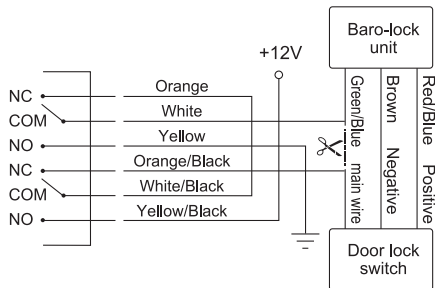 Baro-lock
unit
+12V
NC
Orange
COM
White
NO
Yellow
NC
Orange/Black
COM
White/Black
NO
Yellow/Black
Green/Blue main wire
Brown Negative
Red/Blue Positive
Door lock
switch